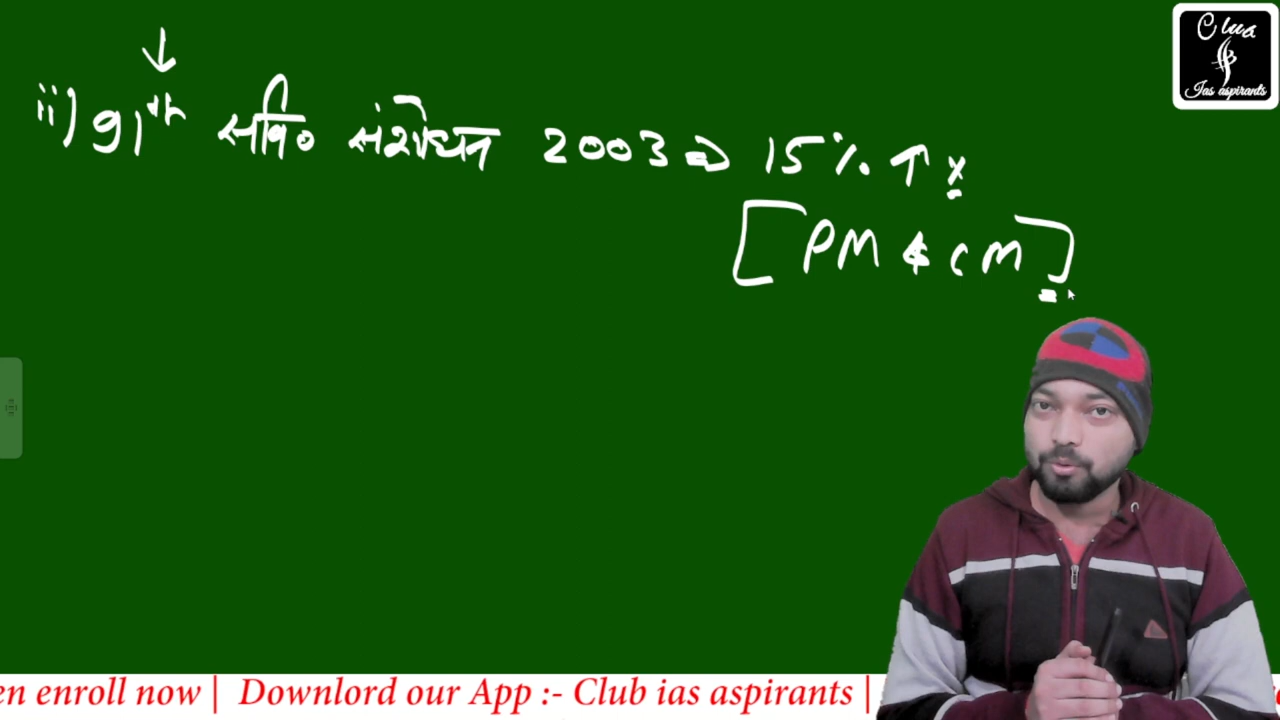 Club
Ias aspirants
ii) 91th संवि० संशोधन 2003 ⇒ 15% ↑ x
[PM & CM]
en enroll now | Downlord our App :- Club ias aspirants |